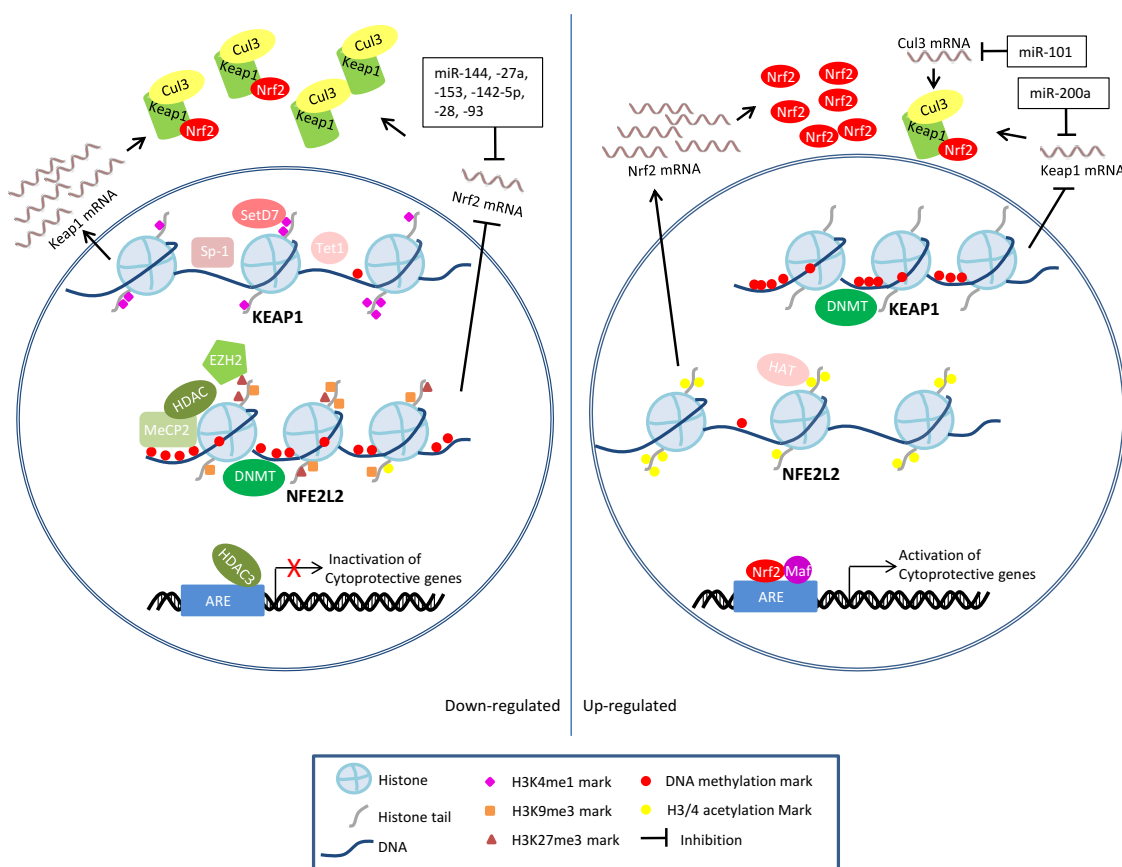 Cul3
Keap1
Nrf2
Cul3
Keap1
Nrf2
Cul3
Keap1
Cul3
Keap1
miR-144, -27a,
-153, -142-5p,
-28, -93
Nrf2 mRNA
Keap1 mRNA
SetD7
Sp-1
Tet1
KEAP1
EZH2
HDAC
MeCP2
DNMT
NFE2L2
HDAC3
ARE
X
Inactivation of
Cytoprotective genes
Down-regulated
Nrf2 mRNA
Nrf2
Nrf2
Nrf2
Nrf2
Nrf2
Nrf2
Nrf2
Cul3 mRNA
miR-101
miR-200a
Cul3
Keap1
Nrf2
Keap1 mRNA
DNMT
KEAP1
HAT
NFE2L2
Nrf2
Maf
ARE
Activation of
Cytoprotective genes
Up-regulated
Histone
Histone tail
DNA
H3K4me1 mark
H3K9me3 mark
H3K27me3 mark
DNA methylation mark
H3/4 acetylation Mark
Inhibition